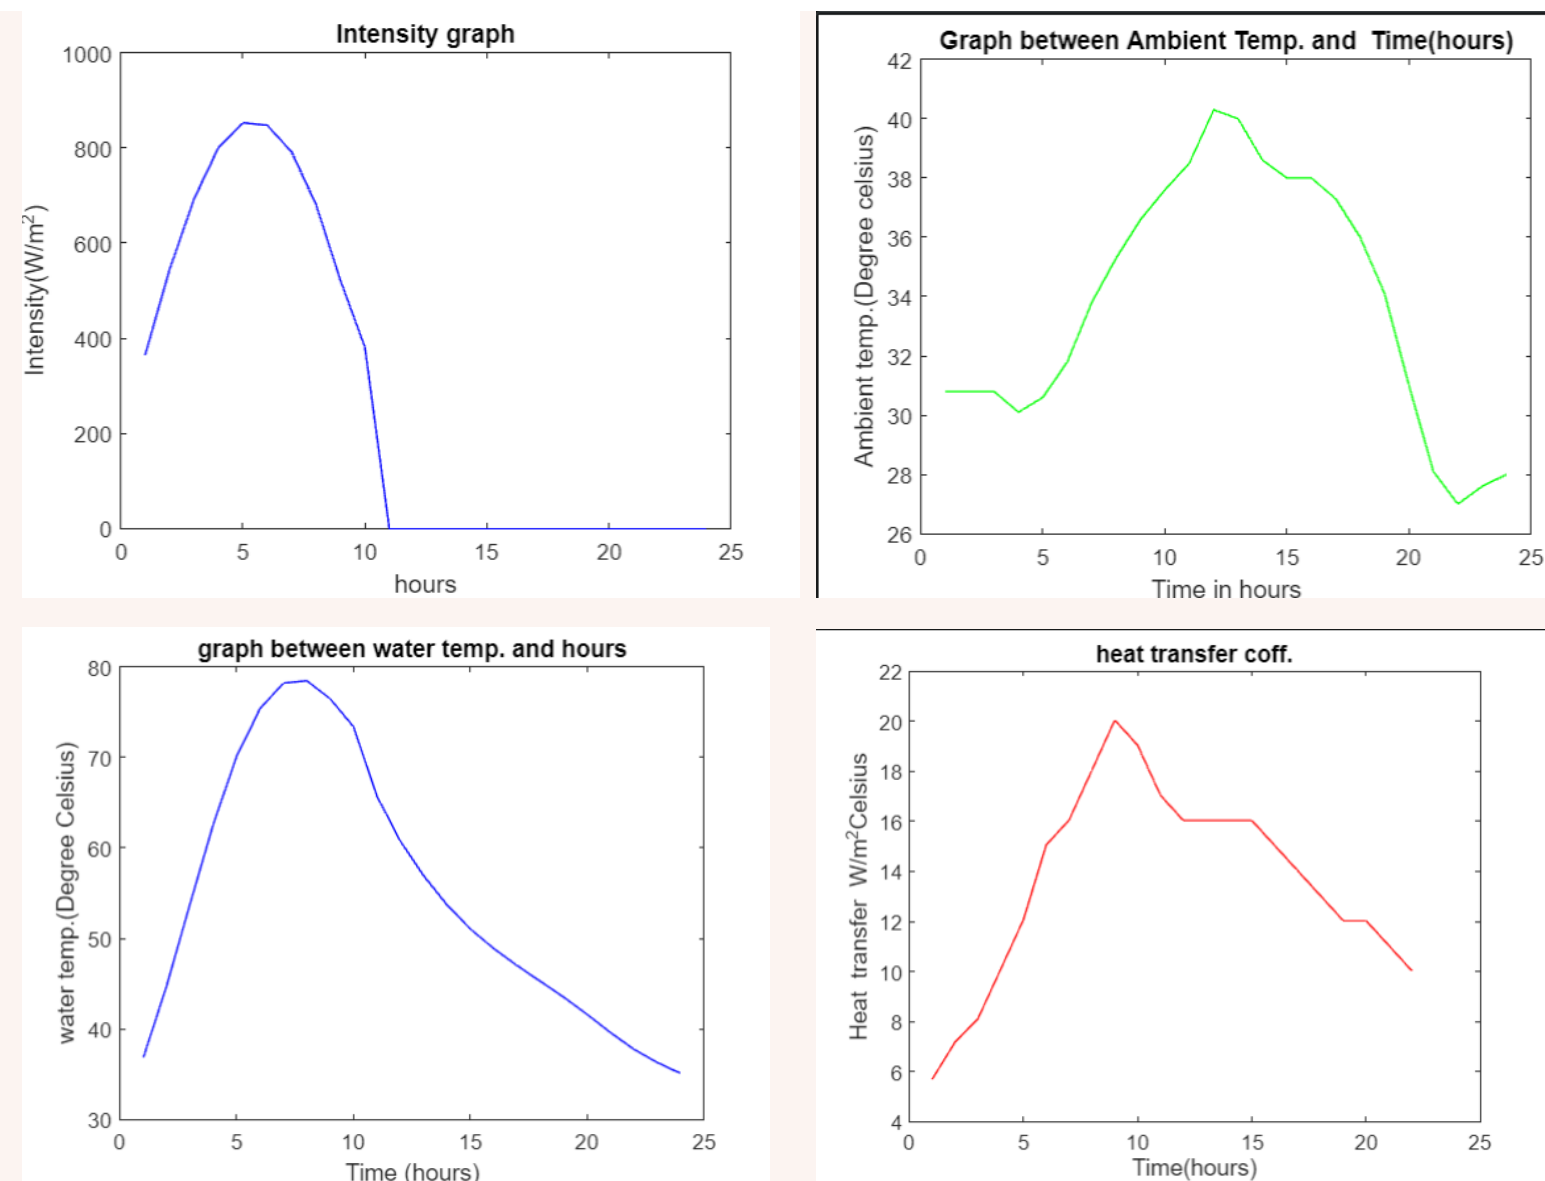 Intensity graph
1000
800
600
400
200
0
Intensity(W/m²)
0 5 10 15 20 25
hours
Graph between Ambient Temp. and Time(hours)
42
40
38
36
34
32
30
28
26
Ambient temp.(Degree celsius)
0 5 10 15 20 25
Time in hours
graph between water temp. and hours
80
70
60
50
40
30
water temp.(Degree Celsius)
0 5 10 15 20 25
Time (hours)
heat transfer coff.
22
20
18
16
14
12
10
8
6
4
Heat transfer W/m²Celsius
0 5 10 15 20 25
Time(hours)